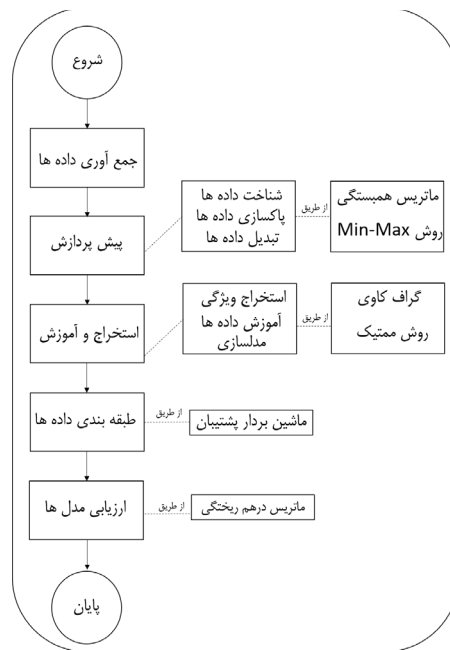 شروع
جمع آوری داده ها
پیش پردازش
شناخت داده ها
پاکسازی داده ها
تبدیل داده ها
از طریق
ماتریس همبستگی
روش Min-Max
استخراج و آموزش
استخراج ویژگی
آموزش داده ها
مدلسازی
از طریق
گراف کاوی
روش ممتیک
طبقه بندی داده ها
از طریق
ماشین بردار پشتیبان
ارزیابی مدل ها
از طریق
ماتریس درهم ریختگی
پایان